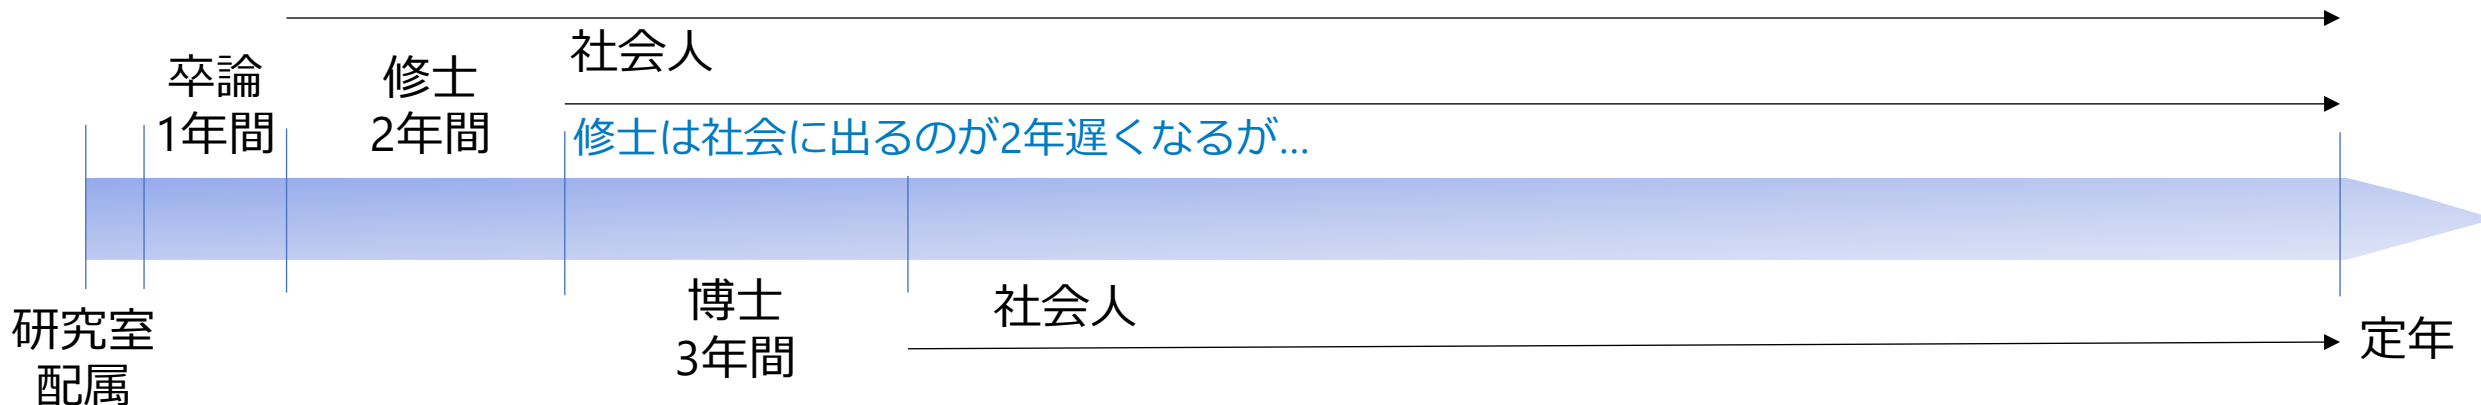 社会人
卒論
1年間
修士
2年間
修士は社会に出るのが2年遅くなるが...
研究室
配属
博士
3年間
社会人
定年